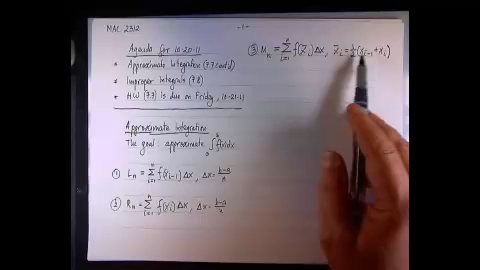 MAC 2312
-1-
Agenda for 10-20-11
* Approximate Integration (7.7 cont'd)
* Improper integrals (7.8)
* HW (7.7) is due on Friday, 10-21-11
Approximate Integration
The goal: approximate ∫ₐᵇ f(x)dx
① Lₙ = Σᵢ₌₁ⁿ f(xᵢ₋₁) Δx, Δx = (b-a)/n
② Rₙ = Σᵢ₌₁ⁿ f(xᵢ) Δx, Δx = (b-a)/n
③ Mₙ = Σᵢ₌₁ⁿ f(x̄ᵢ) Δx, x̄ᵢ = ½(xᵢ₋₁ + xᵢ)